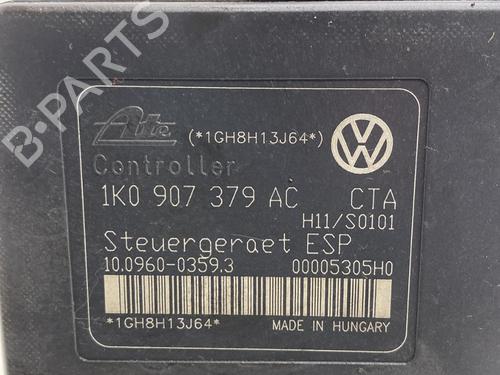 B-PARTS
Ate (*1GH8H13J64*)
Controller
1K0 907 379 AC CTA
H11/S0101
Steuergeraet ESP
10.0960-0359.3 00005305H0
*1GH8H13J64* MADE IN HUNGARY